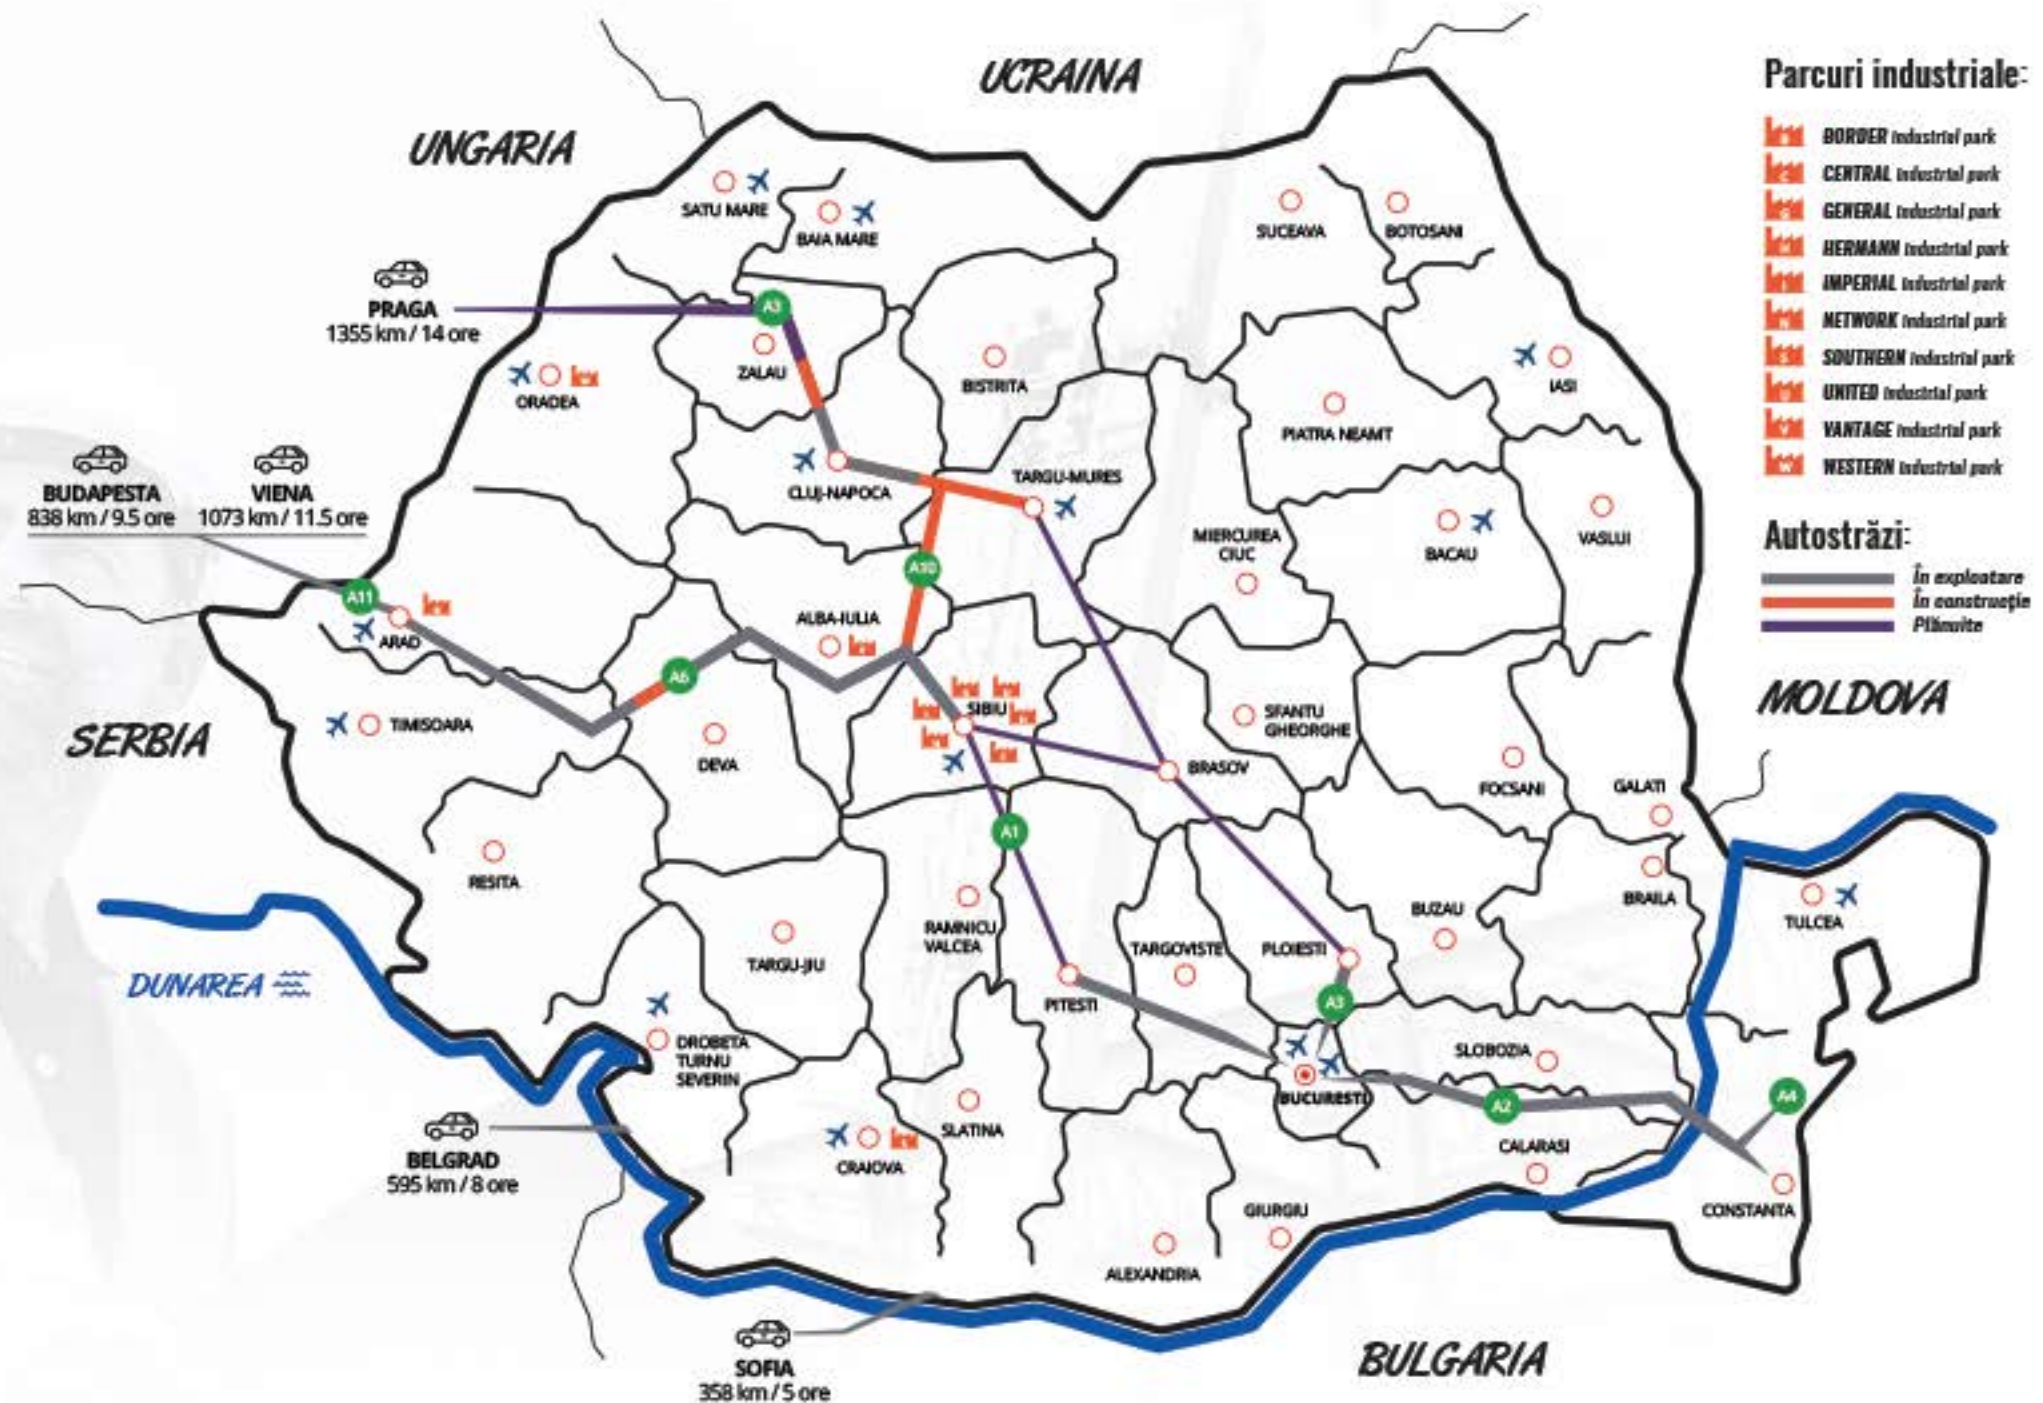 UCRAINA
UNGARIA
Parcuri industriale:
BORDER industrial park
CENTRAL industrial park
GENERAL industrial park
HERMANN industrial park
IMPERIAL industrial park
NETWORK industrial park
SOUTHERN industrial park
UNITED industrial park
VANTAGE industrial park
WESTERN industrial park
Autostrăzi:
În exploatare
În construcție
Plănuite
SATU MARE
BAIA MARE
SUCEAVA
BOTOSANI
PRAGA
1355 km / 14 ore
A3
ZALAU
ORADEA
BISTRITA
IASI
PIATRA NEAMT
BUDAPESTA
838 km / 9.5 ore
VIENA
1073 km / 11.5 ore
CLUJ-NAPOCA
TARGU-MURES
MIERCUREA
CIUC
BACAU
VASLUI
A11
ARAD
A10
ALBA-IULIA
A6
SERBIA
TIMISOARA
DEVA
SIBIU
SFANTU
GHEORGHE
BRASOV
FOCSANI
GALATI
MOLDOVA
RESITA
A1
RAMNICU
VALCEA
TARGU-JIU
TARGOVISTE
PLOIESTI
BUZAU
BRAILA
TULCEA
DUNAREA
PITESTI
A3
DROBETA
TURNU
SEVERIN
SLOBOZIA
BUCURESTI
A2
A4
CALARASI
CONSTANTA
BELGRAD
595 km / 8 ore
CRAIOVA
SLATINA
GIURGIU
ALEXANDRIA
SOFIA
358 km / 5 ore
BULGARIA